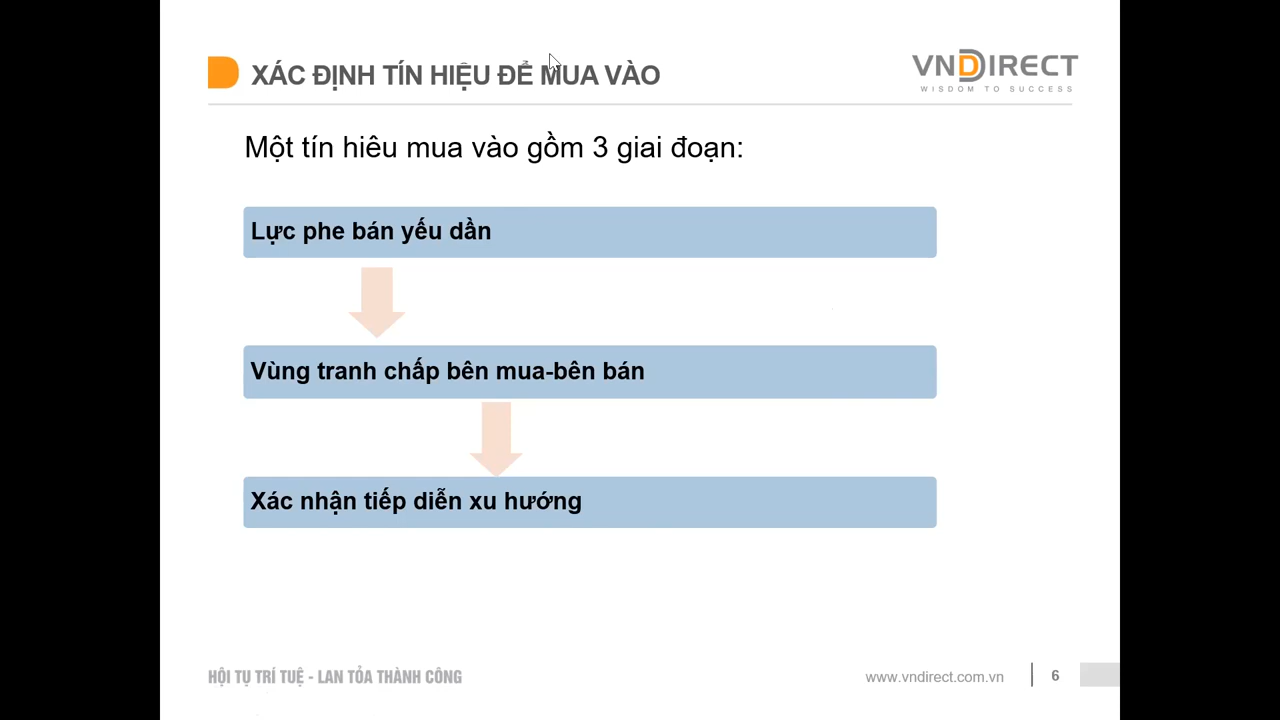 XÁC ĐỊNH TÍN HIỆU ĐỂ MUA VÀO
VNDIRECT
WISDOM TO SUCCESS
Một tín hiêu mua vào gồm 3 giai đoạn:
Lực phe bán yếu dần
Vùng tranh chấp bên mua-bên bán
Xác nhận tiếp diễn xu hướng
HỘI TỤ TRÍ TUỆ - LAN TỎA THÀNH CÔNG
www.vndirect.com.vn
6